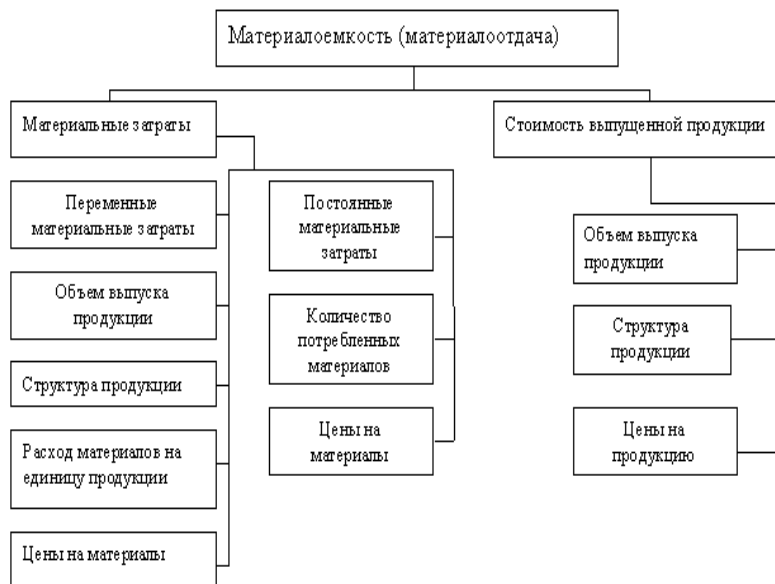 Материалоемкость (материалоотдача)
Материальные затраты
Стоимость выпущенной продукции
Переменные
материальные затраты
Объем выпуска
продукции
Структура продукции
Расход материалов на
единицу продукции
Цены на материалы
Постоянные
материальные
затраты
Количество
потребленных
материалов
Цены на
материалы
Объем выпуска
продукции
Структура
продукции
Цены на
продукцию